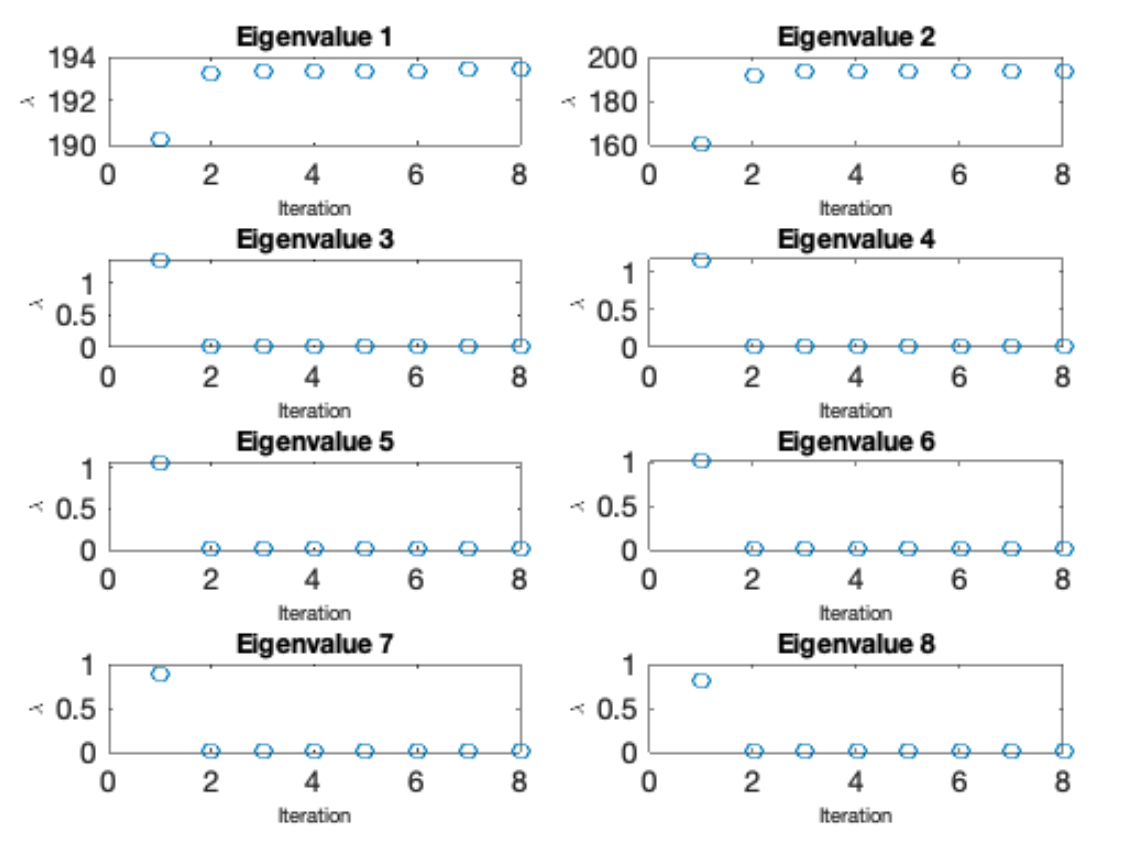 Eigenvalue 1
194
192
190
λ
0 2 4 6 8
Iteration
Eigenvalue 2
200
180
160
λ
0 2 4 6 8
Iteration
Eigenvalue 3
1
0.5
0
λ
0 2 4 6 8
Iteration
Eigenvalue 4
1
0.5
0
λ
0 2 4 6 8
Iteration
Eigenvalue 5
1
0.5
0
λ
0 2 4 6 8
Iteration
Eigenvalue 6
1
0.5
0
λ
0 2 4 6 8
Iteration
Eigenvalue 7
1
0.5
0
λ
0 2 4 6 8
Iteration
Eigenvalue 8
1
0.5
0
λ
0 2 4 6 8
Iteration